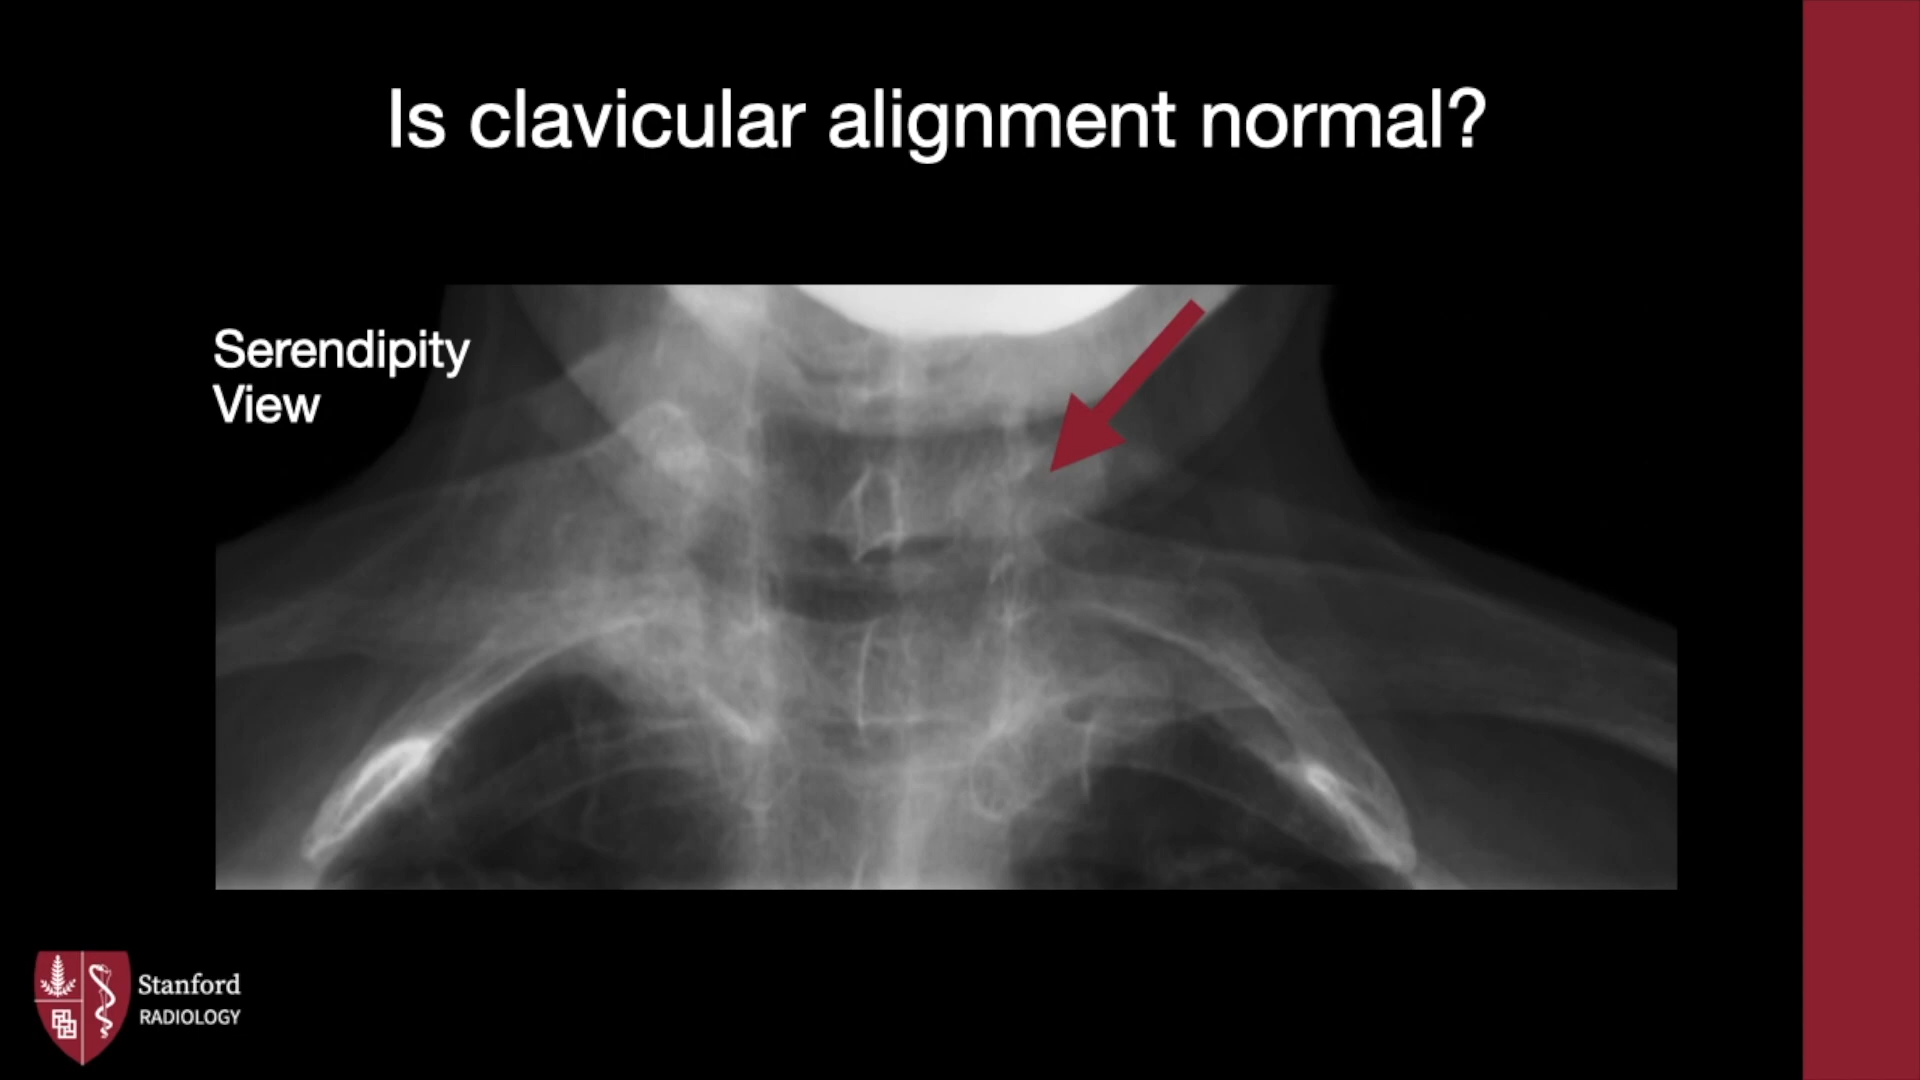 Is clavicular alignment normal?
Serendipity
View
Stanford
RADIOLOGY